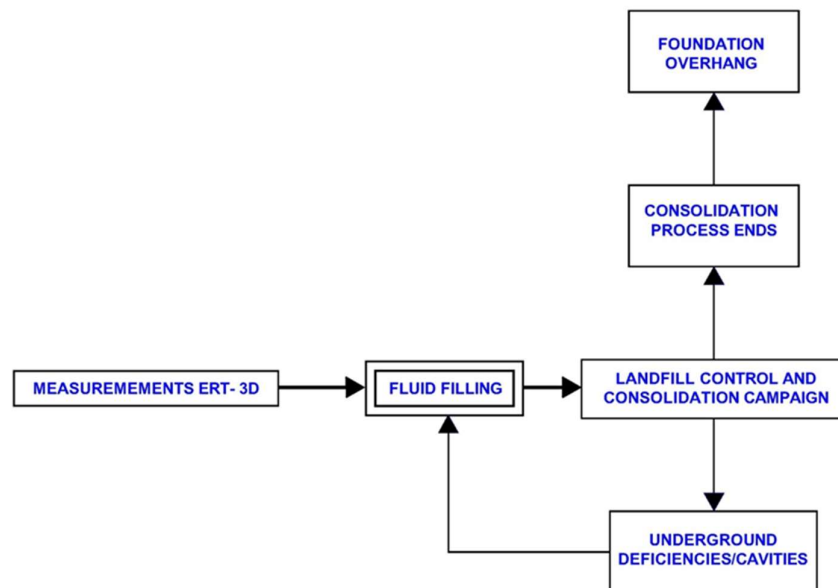 FOUNDATION
OVERHANG
CONSOLIDATION
PROCESS ENDS
MEASUREMEMENTS ERT- 3D
FLUID FILLING
LANDFILL CONTROL AND
CONSOLIDATION CAMPAIGN
UNDERGROUND
DEFICIENCIES/CAVITIES